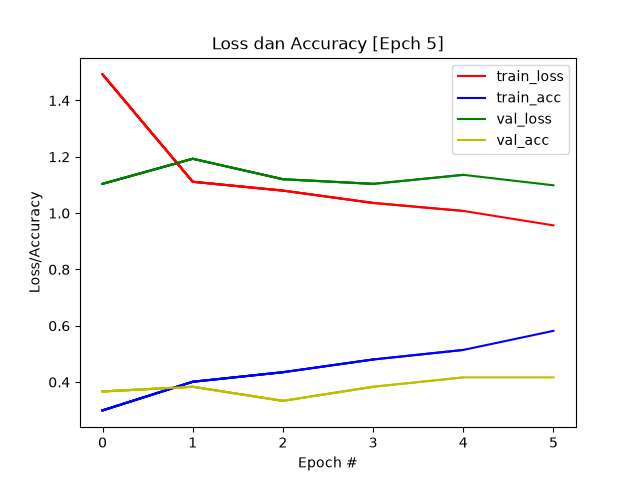 Loss dan Accuracy [Epch 5]
train_loss
train_acc
val_loss
val_acc
Loss/Accuracy
1.4
1.2
1.0
0.8
0.6
0.4
0 1 2 3 4 5
Epoch #